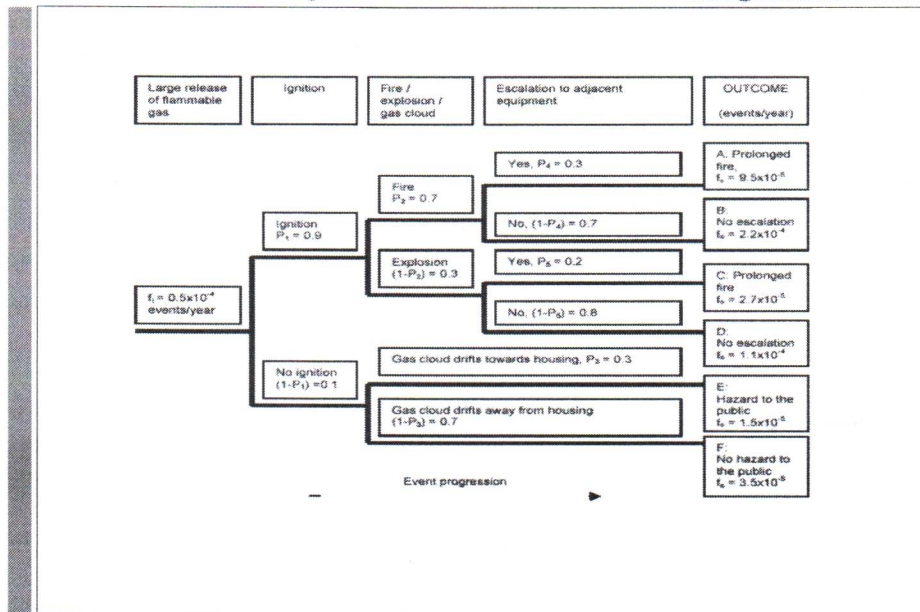 Large release
of flammable
gas
Ignition
Fire /
explosion /
gas cloud
Escalation to adjacent
equipment
OUTCOME
(events/year)
Yes, P₄ = 0.3
A: Prolonged
fire,
fₑ = 9.5x10⁻⁵
Fire
P₂ = 0.7
No, (1-P₄) = 0.7
B:
No escalation
fₑ = 2.2x10⁻⁴
Ignition
P₁ = 0.9
Explosion
(1-P₂) = 0.3
Yes, P₅ = 0.2
C: Prolonged
fire
fₑ = 2.7x10⁻⁵
fᵢ = 0.5x10⁻⁴
events/year
No, (1-P₅) = 0.8
D:
No escalation
fₑ = 1.1x10⁻⁴
No ignition
(1-P₁) =0.1
Gas cloud drifts towards housing, P₃ = 0.3
E:
Hazard to the
public
fₑ = 1.5x10⁻⁵
Gas cloud drifts away from housing
(1-P₃) = 0.7
F:
No hazard to
the public
fₑ = 3.5x10⁻⁵
Event progression